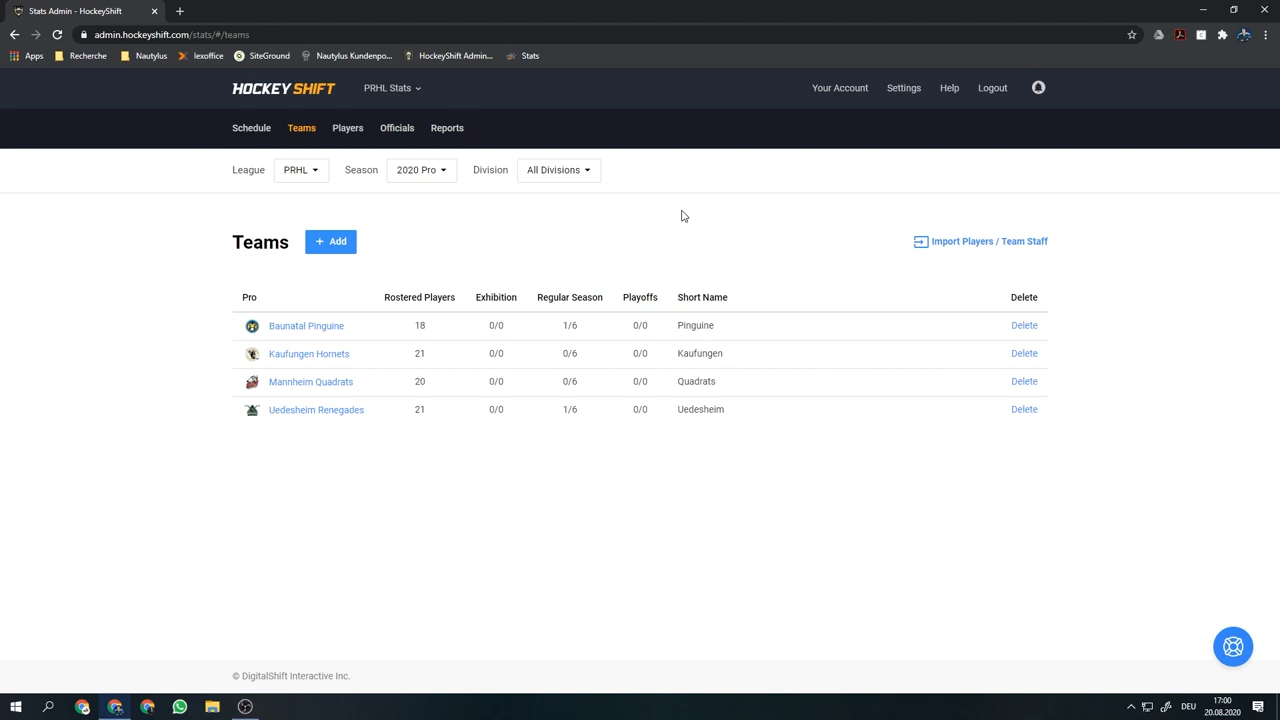 Stats Admin - HockeyShift
admin.hockeyshift.com/stats/#/teams
Apps Recherche Nautylus lexoffice SiteGround Nautylus Kundenpo... HockeyShift Admin... Stats
HOCKEY SHIFT PRHL Stats Your Account Settings Help Logout
Schedule Teams Players Officials Reports
League PRHL Season 2020 Pro Division All Divisions
Teams + Add Import Players / Team Staff
Pro Rostered Players Exhibition Regular Season Playoffs Short Name Delete
Baunatal Pinguine 18 0/0 1/6 0/0 Pinguine Delete
Kaufungen Hornets 21 0/0 0/6 0/0 Kaufungen Delete
Mannheim Quadrats 20 0/0 0/6 0/0 Quadrats Delete
Uedesheim Renegades 21 0/0 1/6 0/0 Uedesheim Delete
© DigitalShift Interactive Inc.
DEU 17:00
20.08.2020